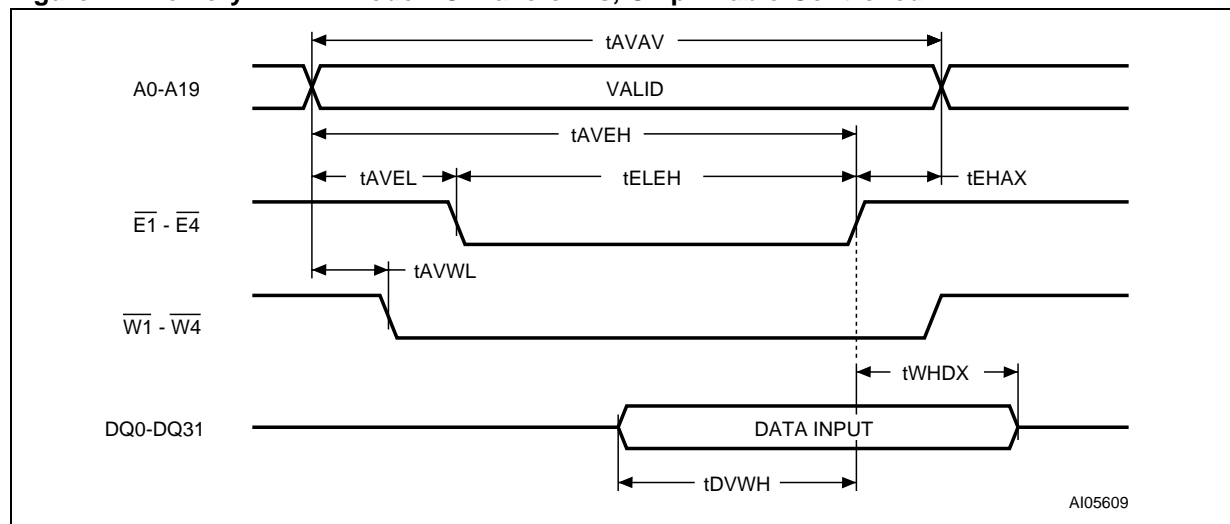 tAVAV
A0-A19
VALID
tAVEH
tAVEL
tELEH
tEHAX
E1 - E4
tAVWL
W1 - W4
tWHDX
DQ0-DQ31
DATA INPUT
tDVWH
AI05609